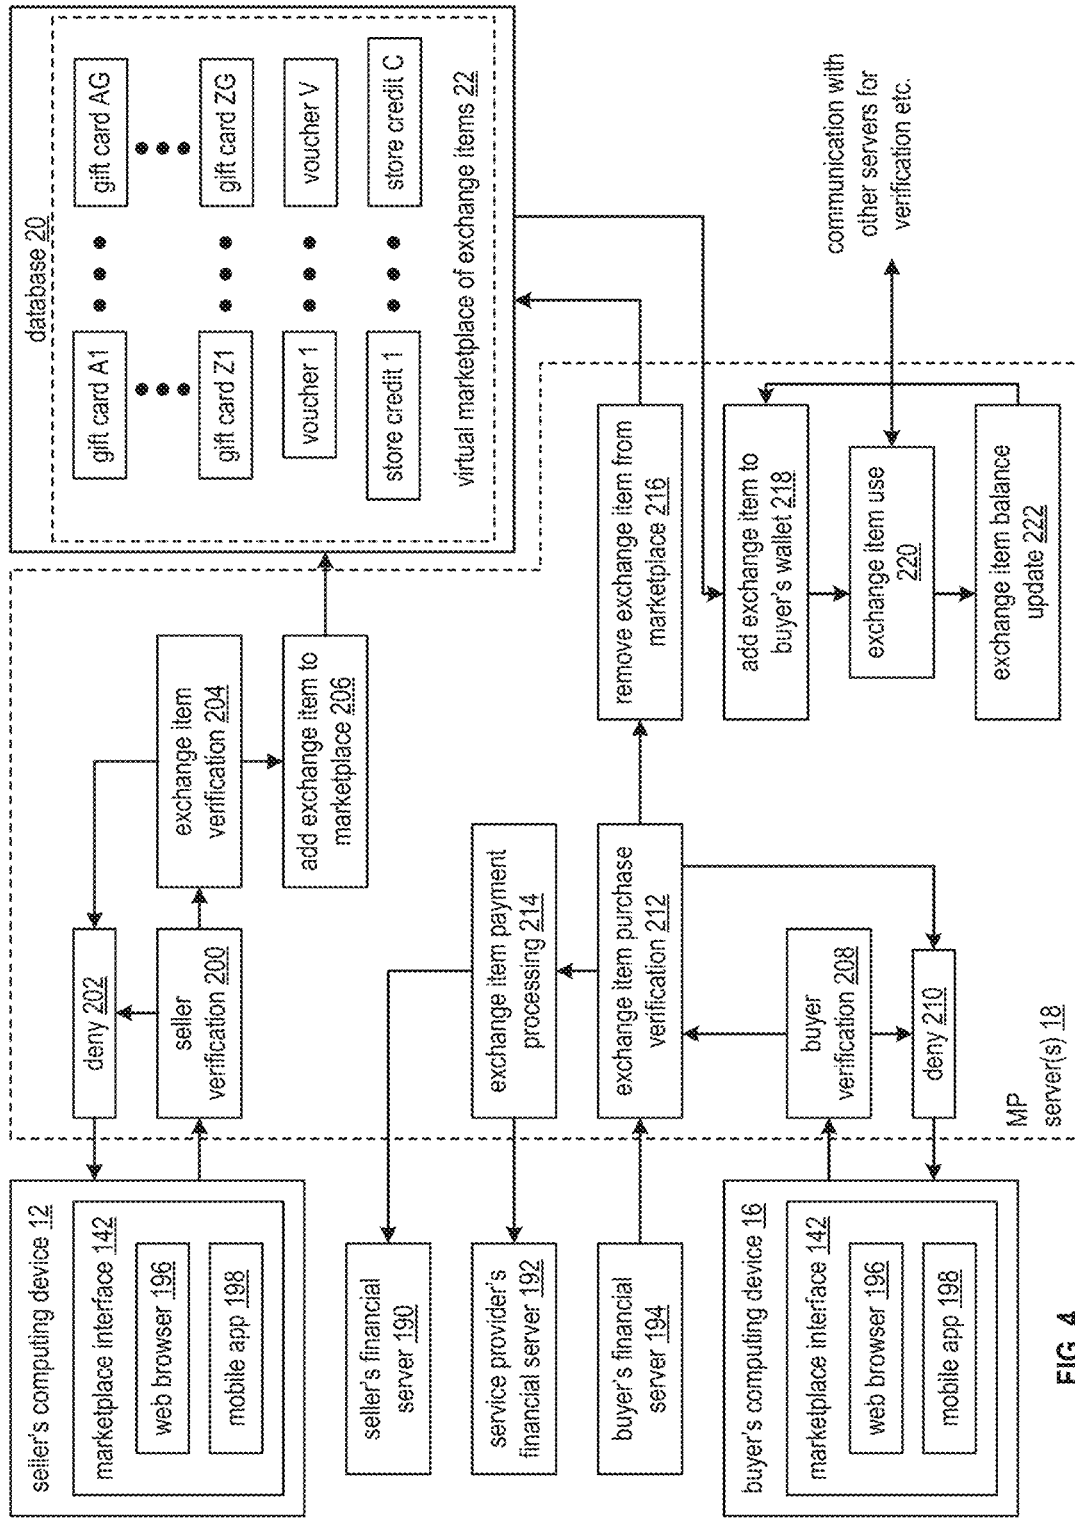 seller's computing device 12
marketplace interface 142
web browser 196
mobile app 198
seller's financial
server 190
service provider's
financial server 192
buyer's financial
server 194
buyer's computing device 16
marketplace interface 142
web browser 196
mobile app 198
deny 202
seller
verification 200
exchange item
verification 204
add exchange item to
marketplace 206
exchange item payment
processing 214
exchange item purchase
verification 212
buyer
verification 208
deny 210
MP
server(s) 18
remove exchange item from
marketplace 216
add exchange item to
buyer's wallet 218
exchange item use
220
exchange item balance
update 222
database 20
gift card A1
gift card AG
gift card Z1
gift card ZG
voucher 1
voucher V
store credit 1
store credit C
virtual marketplace of exchange items 22
communication with
other servers for
verification etc.
FIG. 4